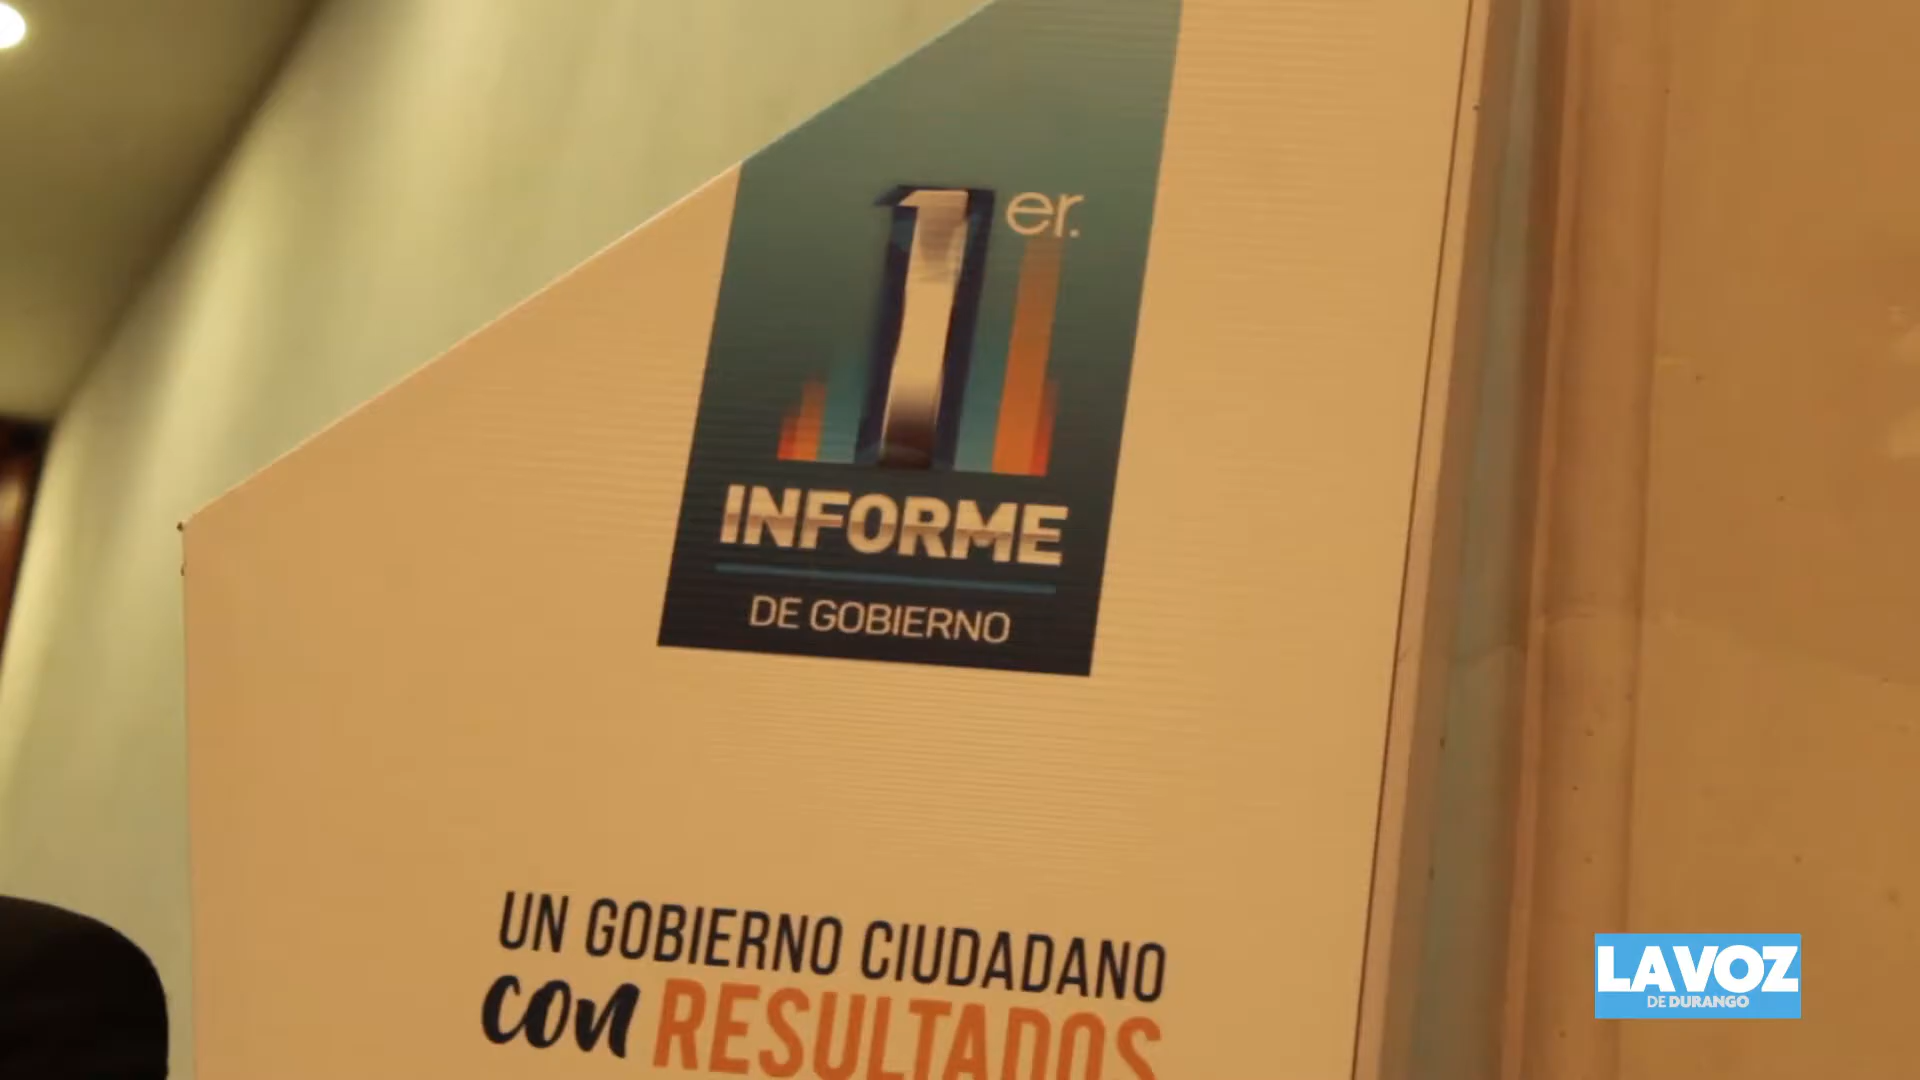 1er.
INFORME
DE GOBIERNO
UN GOBIERNO CIUDADANO
con RESULTADOS
LA VOZ
DE DURANGO